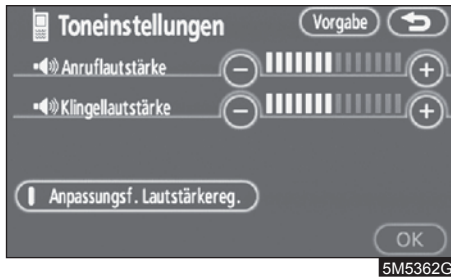 Toneinstellungen Vorgabe
Anruflautstärke
Klingellautstärke
Anpassungsf. Lautstärkereg.
OK
5M5362G